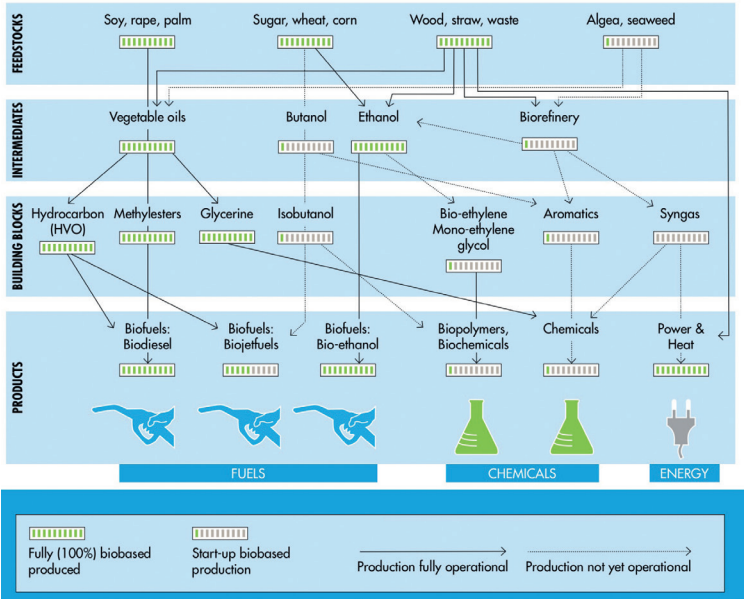 FEEDSTOCKS
Soy, rape, palm
Sugar, wheat, corn
Wood, straw, waste
Algea, seaweed
INTERMEDIATES
Vegetable oils
Butanol
Ethanol
Biorefinery
BUILDING BLOCKS
Hydrocarbon
(HVO)
Methylesters
Glycerine
Isobutanol
Bio-ethylene
Mono-ethylene
glycol
Aromatics
Syngas
PRODUCTS
Biofuels:
Biodiesel
Biofuels:
Biojetfuels
Biofuels:
Bio-ethanol
Biopolymers,
Biochemicals
Chemicals
Power &
Heat
FUELS
CHEMICALS
ENERGY
Fully (100%) biobased
produced
Start-up biobased
production
Production fully operational
Production not yet operational